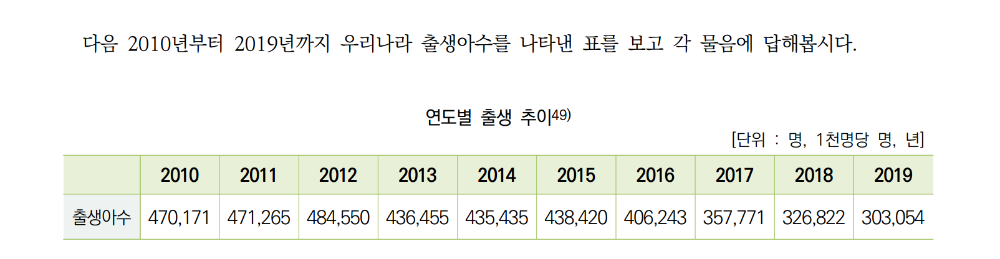 다음 2010년부터 2019년까지 우리나라 출생아수를 나타낸 표를 보고 각 물음에 답해봅시다.
연도별 출생 추이49)
[단위 : 명, 1천명당 명, 년]
2010 2011 2012 2013 2014 2015 2016 2017 2018 2019
출생아수 470,171 471,265 484,550 436,455 435,435 438,420 406,243 357,771 326,822 303,054